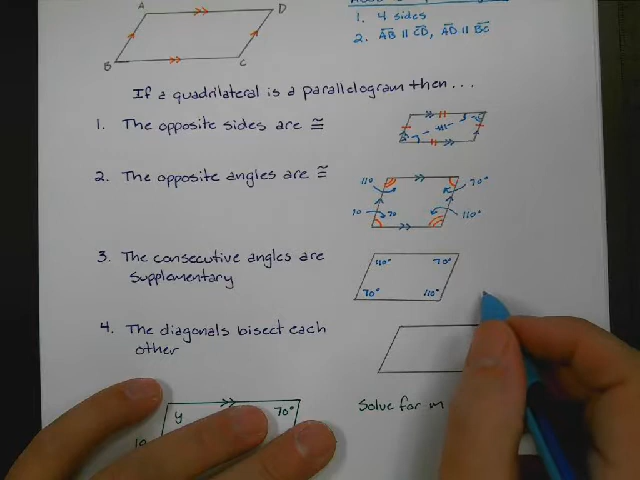 A
D
B
C
1. 4 sides
2. AB || CD, AD || BC
If a quadrilateral is a parallelogram then...
1. The opposite sides are ≅
2. The opposite angles are ≅
110
70°
70
110°
3. The consecutive angles are
supplementary
110°
70°
70°
110°
4. The diagonals bisect each
other
y
70°
10
Solve for m